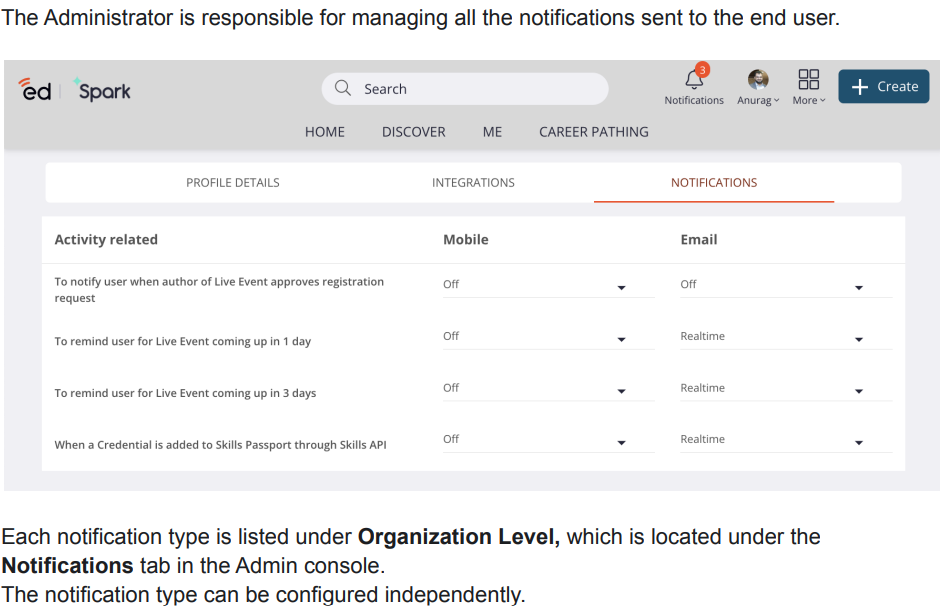 The Administrator is responsible for managing all the notifications sent to the end user.
ed Spark
Search
3
Notifications Anurag More + Create
HOME DISCOVER ME CAREER PATHING
PROFILE DETAILS INTEGRATIONS NOTIFICATIONS
Activity related Mobile Email
To notify user when author of Live Event approves registration
request
Off Off
To remind user for Live Event coming up in 1 day Off Realtime
To remind user for Live Event coming up in 3 days Off Realtime
When a Credential is added to Skills Passport through Skills API Off Realtime
Each notification type is listed under Organization Level, which is located under the
Notifications tab in the Admin console.
The notification type can be configured independently.